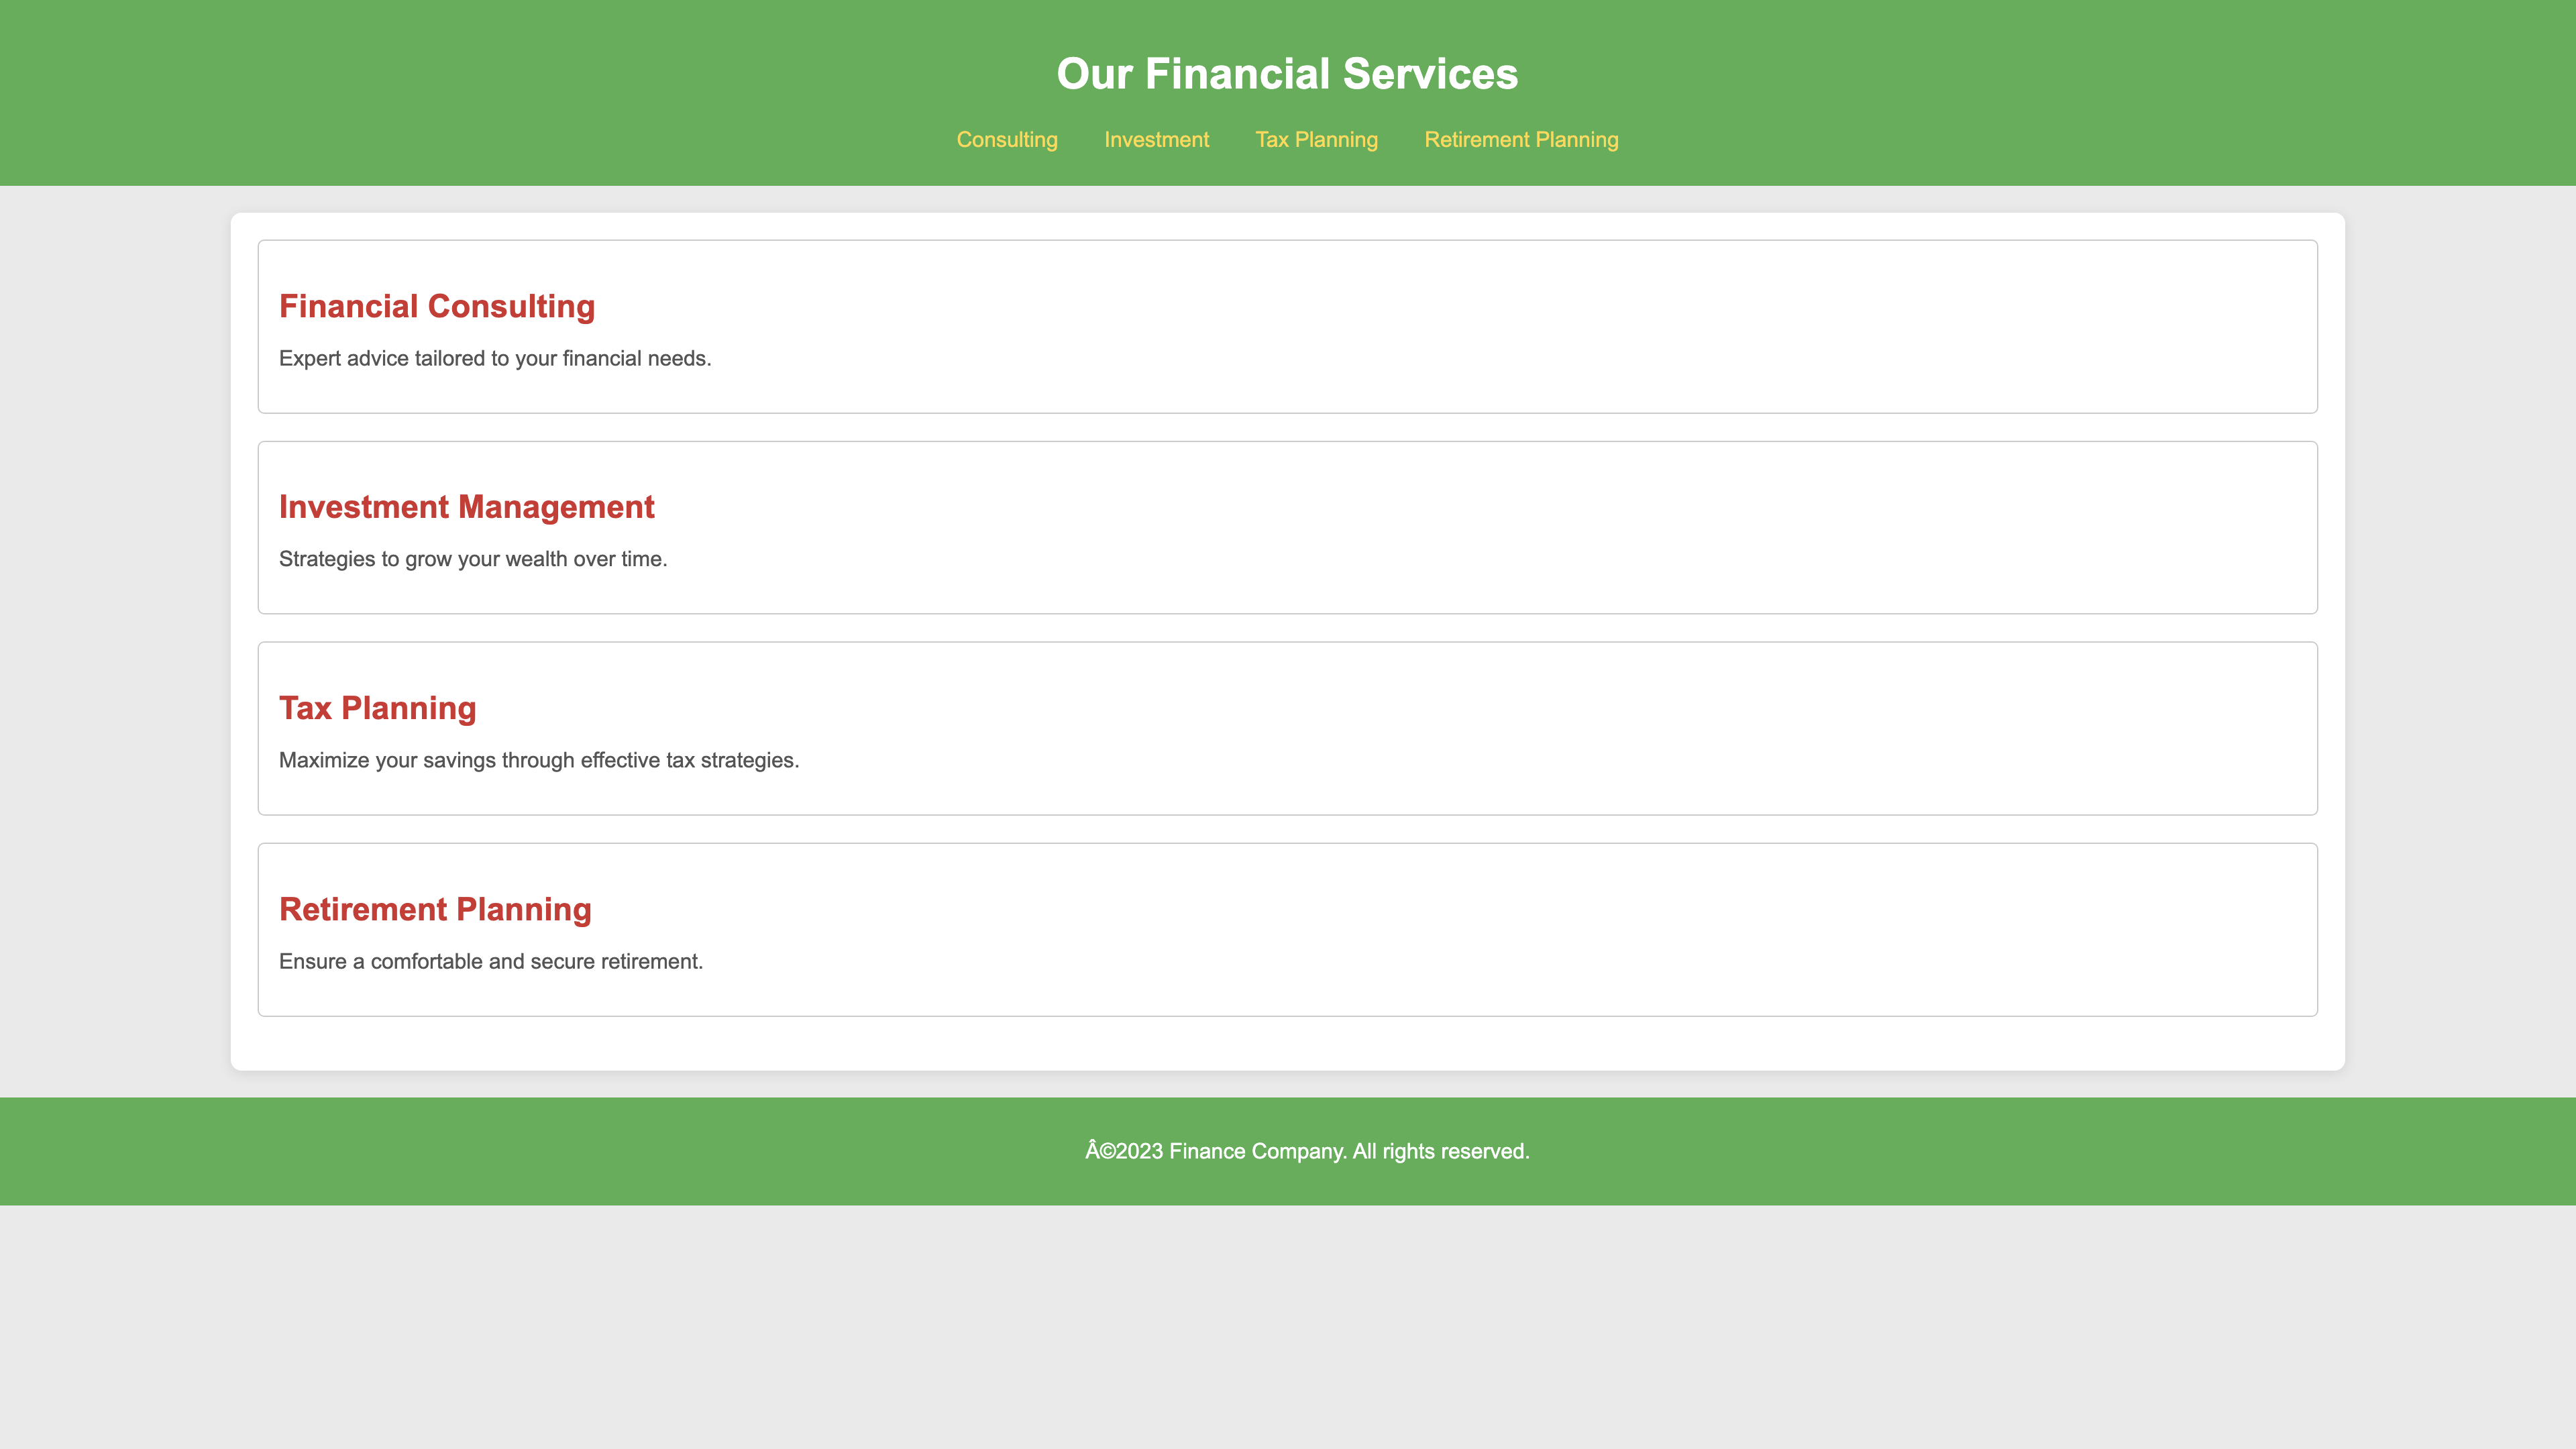 Our Financial Services
Consulting Investment Tax Planning Retirement Planning
Financial Consulting
Expert advice tailored to your financial needs.
Investment Management
Strategies to grow your wealth over time.
Tax Planning
Maximize your savings through effective tax strategies.
Retirement Planning
Ensure a comfortable and secure retirement.
Â©2023 Finance Company. All rights reserved.